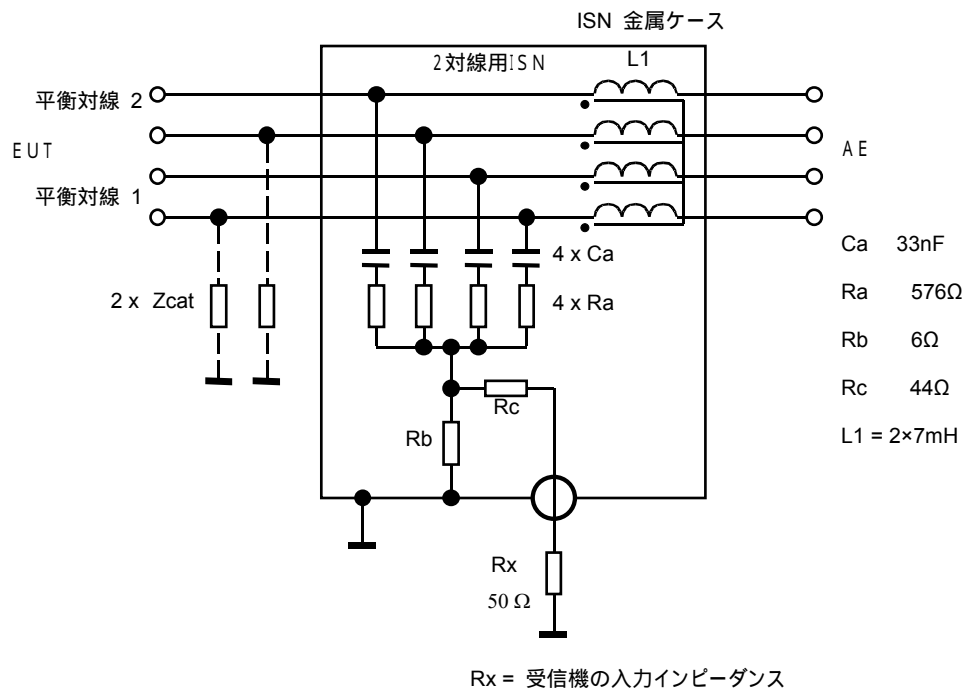 ISN 金属ケース
2対線用ISN
L1
平衡対線 2
EUT
AE
平衡対線 1
4 x Ca
Ca 33nF
2 x Zcat
4 x Ra
Ra 576Ω
Rb 6Ω
Rc
Rc 44Ω
Rb
L1 = 2×7mH
Rx
50 Ω
Rx = 受信機の入力インピーダンス